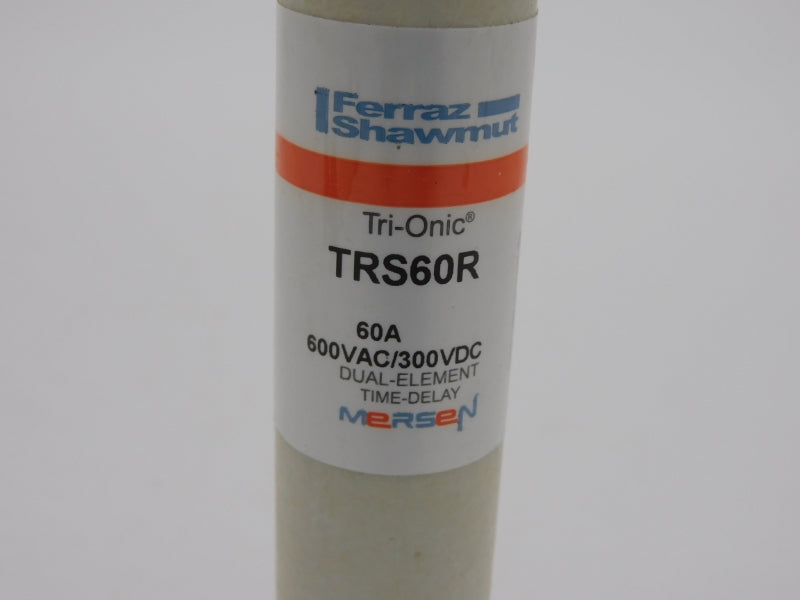 Ferraz
Shawmut
Tri-Onic®
TRS60R
60A
600VAC/300VDC
DUAL-ELEMENT
TIME-DELAY
MERSEN